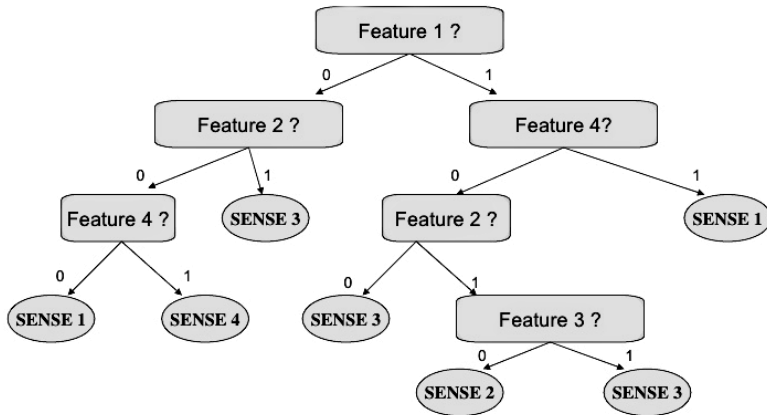 Feature 1 ?
0
1
Feature 2 ?
Feature 4?
0
1
0
1
Feature 4 ?
SENSE 3
Feature 2 ?
SENSE 1
0
1
0
1
SENSE 1
SENSE 4
SENSE 3
Feature 3 ?
0
1
SENSE 2
SENSE 3